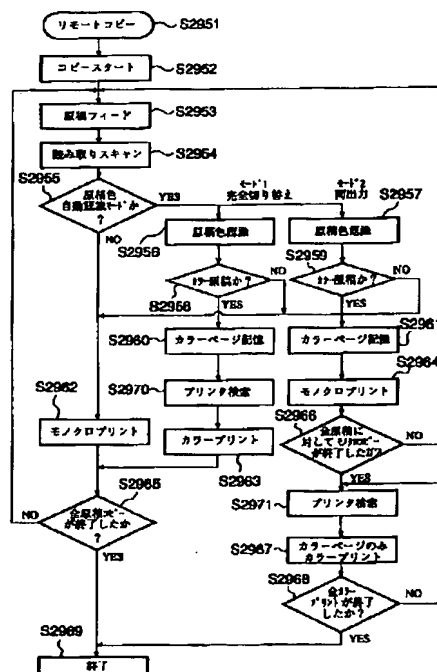 リモートコピー
S2951
コピースタート
S2952
原稿フィード
S2953
読み取りスキャン
S2954
S2955
原稿色
自動認識モードか
?
YES
NO
モード1
完全切り替え
モード2
両出力
S2957
S2956
原稿色認識
原稿色認識
S2959
カラー原稿か?
NO
カラー原稿か?
NO
S2958
YES
YES
S2960
カラーページ記憶
カラーページ記憶
S2961
S2962
S2970
プリンタ検索
モノクロプリント
S2964
モノクロプリント
カラープリント
S2963
S2966
全原稿に
対してモノクロコピーが
終了したか?
NO
YES
S2965
全原稿コピー
が終了したか
?
NO
YES
S2971
プリンタ検索
S2967
カラーページのみ
カラープリント
S2968
全カラー
プリントが終了
したか?
NO
YES
S2969
終了